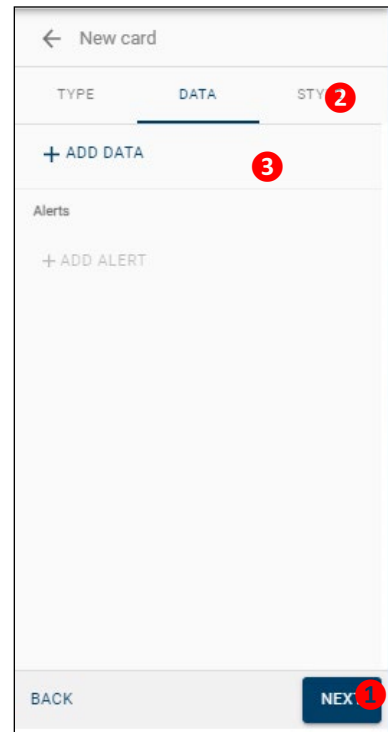 ← New card
TYPE DATA STY 2
+ ADD DATA
3
Alerts
+ ADD ALERT
BACK NEX 1